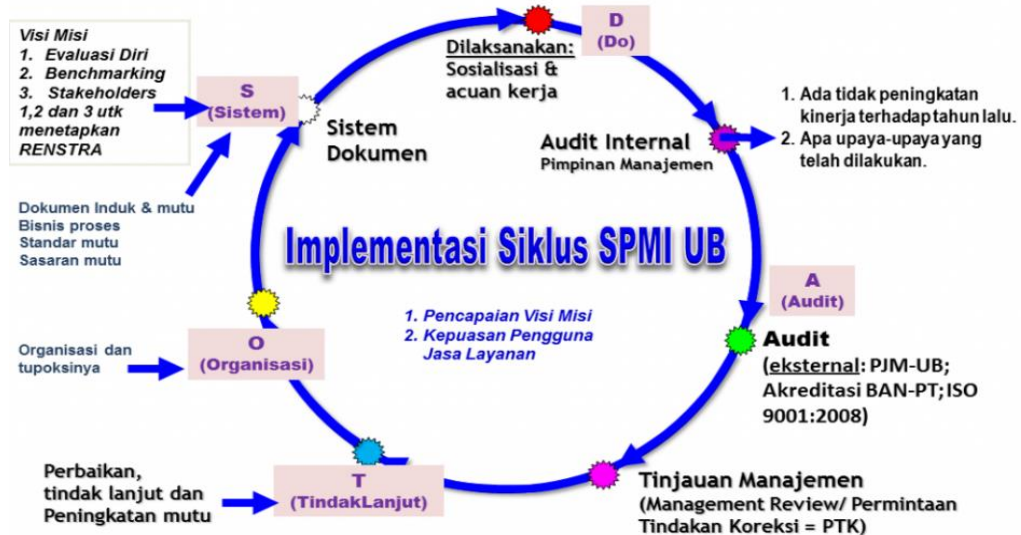 Visi Misi
1. Evaluasi Diri
2. Benchmarking
3. Stakeholders
1,2 dan 3 utk
menetapkan
RENSTRA
S
(Sistem)
Sistem
Dokumen
Dilaksanakan:
Sosialisasi &
acuan kerja
D
(Do)
Audit Internal
Pimpinan Manajemen
1. Ada tidak peningkatan
kinerja terhadap tahun lalu.
2. Apa upaya-upaya yang
telah dilakukan.
Dokumen Induk & mutu
Bisnis proses
Standar mutu
Sasaran mutu
Implementasi Siklus SPMI UB
1. Pencapaian Visi Misi
2. Kepuasan Pengguna
Jasa Layanan
A
(Audit)
Audit
(eksternal: PJM-UB;
Akreditasi BAN-PT;ISO
9001:2008)
Organisasi dan
tupoksinya
O
(Organisasi)
Perbaikan,
tindak lanjut dan
Peningkatan mutu
T
(TindakLanjut)
Tinjauan Manajemen
(Management Review/ Permintaan
Tindakan Koreksi = PTK)